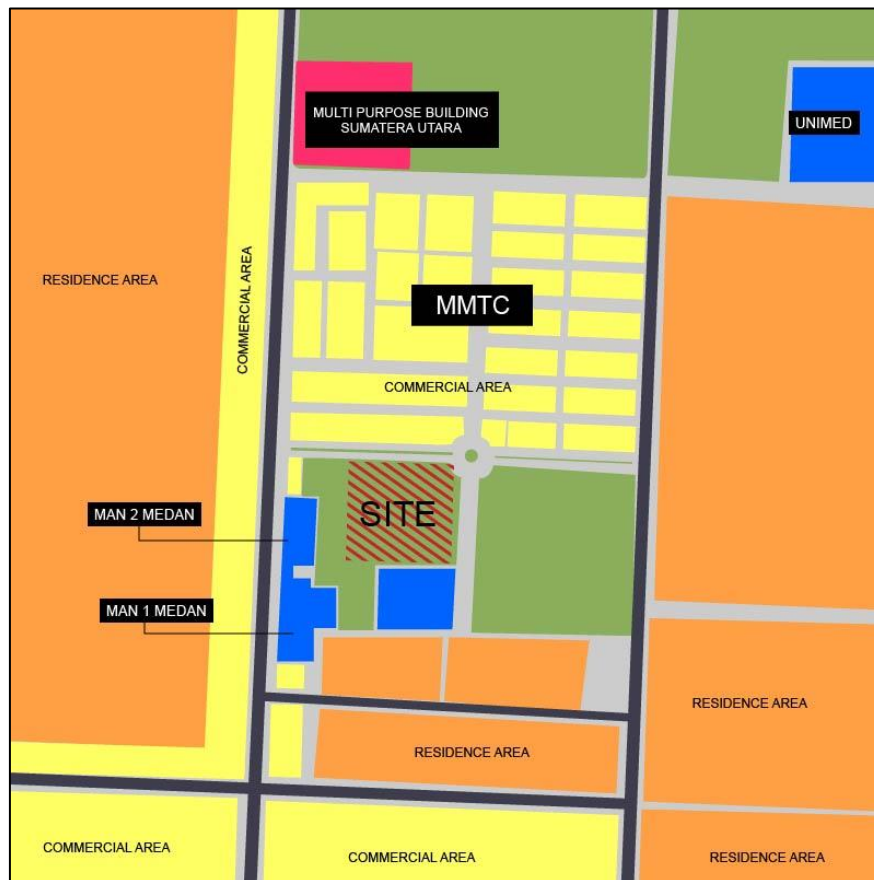 MULTI PURPOSE BUILDING
SUMATERA UTARA
UNIMED
RESIDENCE AREA
COMMERCIAL AREA
MMTC
COMMERCIAL AREA
SITE
MAN 2 MEDAN
MAN 1 MEDAN
RESIDENCE AREA
RESIDENCE AREA
COMMERCIAL AREA
COMMERCIAL AREA
RESIDENCE AREA